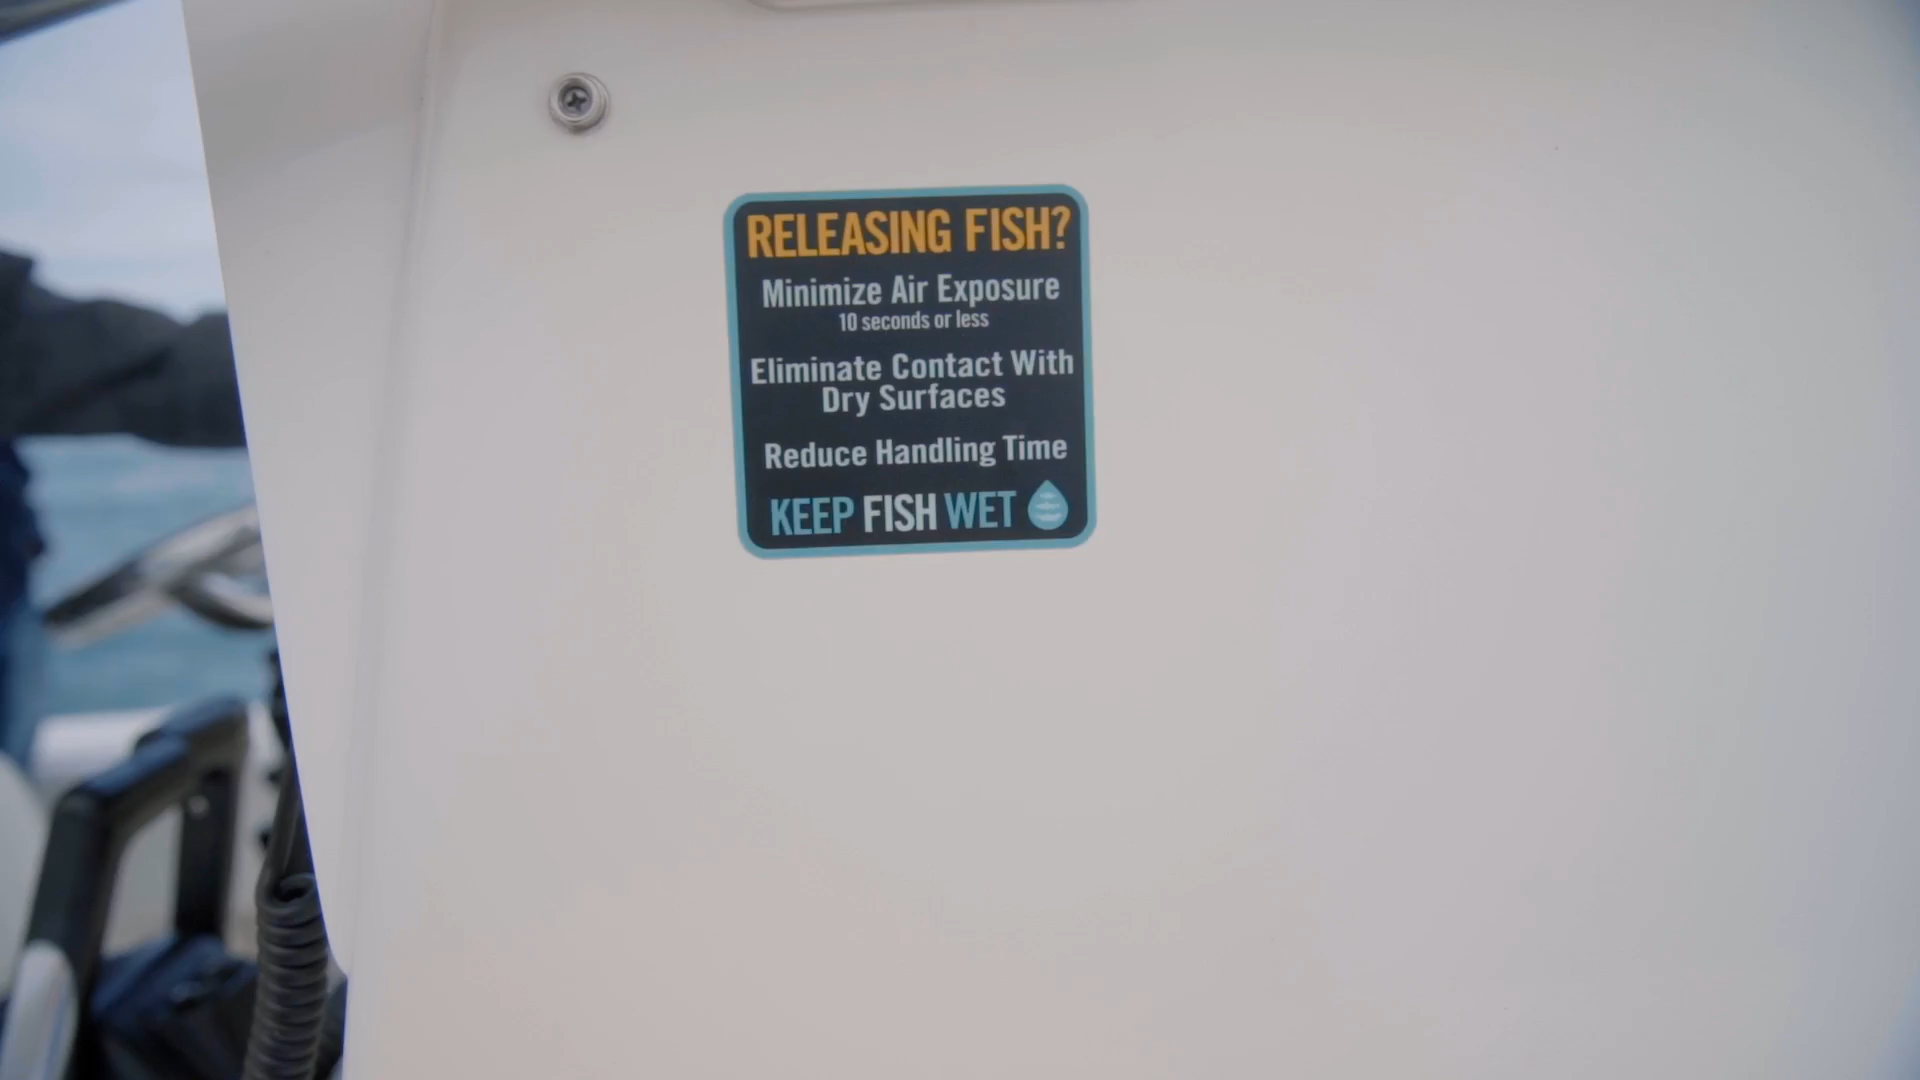 RELEASING FISH?
Minimize Air Exposure
10 seconds or less
Eliminate Contact With
Dry Surfaces
Reduce Handling Time
KEEP FISH WET